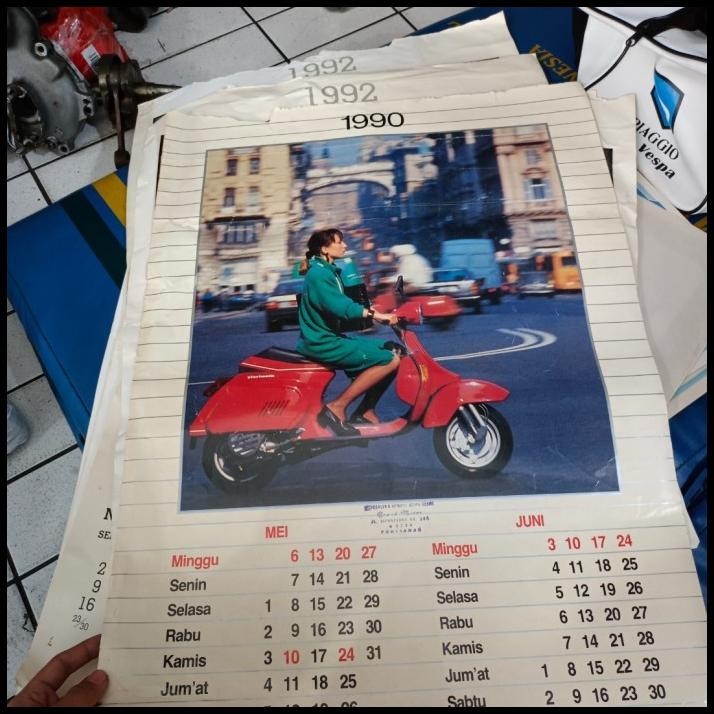 1992
1992
1990
PIAGGIO
Vespa
MEI
Minggu 6 13 20 27
Senin 7 14 21 28
Selasa 1 8 15 22 29
Rabu 2 9 16 23 30
Kamis 3 10 17 24 31
Jum'at 4 11 18 25
JUNI
Minggu 3 10 17 24
Senin 4 11 18 25
Selasa 5 12 19 26
Rabu 6 13 20 27
Kamis 7 14 21 28
Jum'at 1 8 15 22 29
Sabtu 2 9 16 23 30
2
9
16
23/30